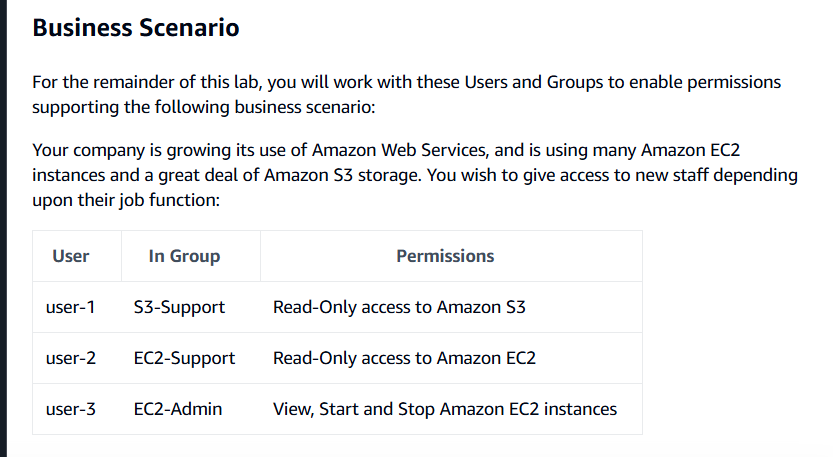 Business Scenario
For the remainder of this lab, you will work with these Users and Groups to enable permissions
supporting the following business scenario:
Your company is growing its use of Amazon Web Services, and is using many Amazon EC2
instances and a great deal of Amazon S3 storage. You wish to give access to new staff depending
upon their job function:
User In Group Permissions
user-1 S3-Support Read-Only access to Amazon S3
user-2 EC2-Support Read-Only access to Amazon EC2
user-3 EC2-Admin View, Start and Stop Amazon EC2 instances